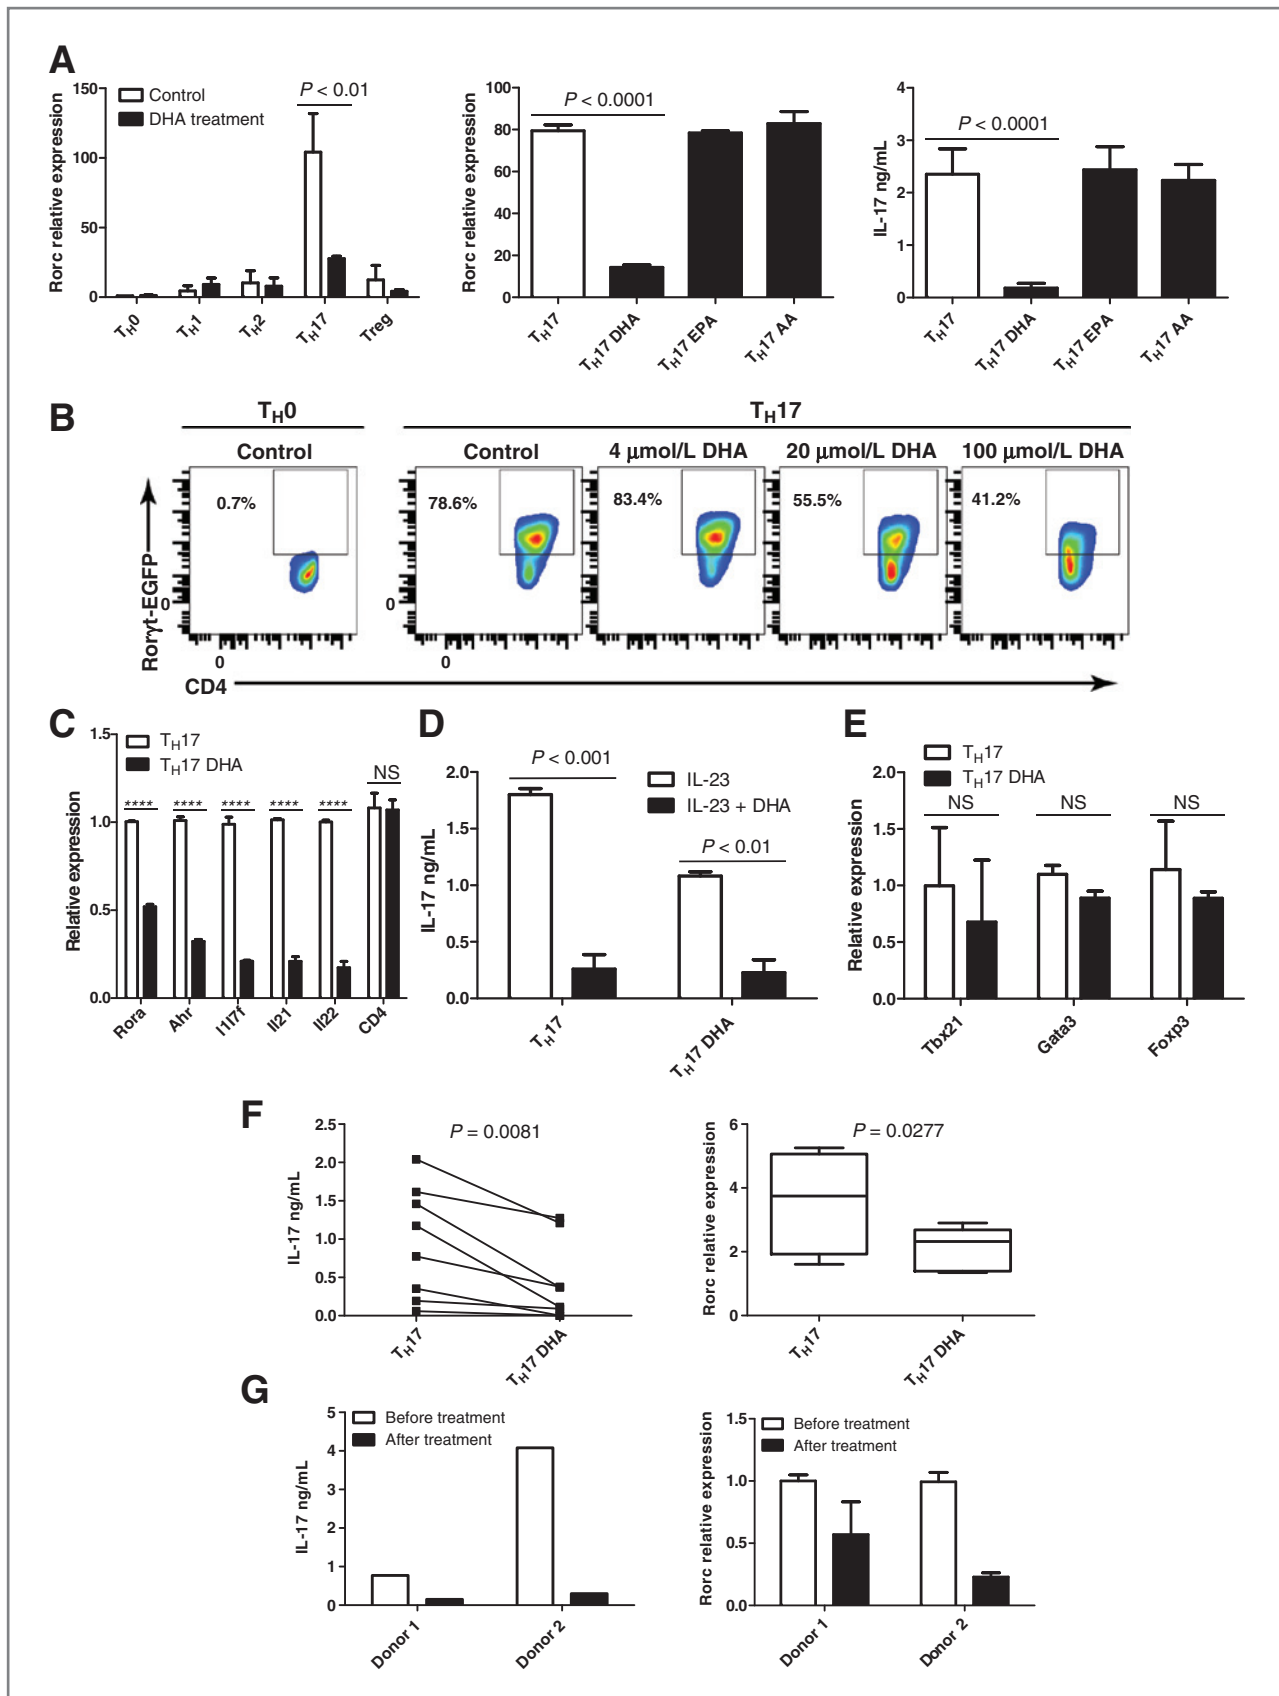 A
Rorc relative expression
150
100
50
0
Control
DHA treatment
P < 0.01
TH0
TH1
TH2
TH17
Treg
Rorc relative expression
100
80
60
40
20
0
P < 0.0001
TH17
TH17 DHA
TH17 EPA
TH17 AA
IL-17 ng/mL
4
3
2
1
0
P < 0.0001
TH17
TH17 DHA
TH17 EPA
TH17 AA
B
TH0
TH17
Control
Control
4 µmol/L DHA
20 µmol/L DHA
100 µmol/L DHA
0.7%
78.6%
83.4%
55.5%
41.2%
Rorγt-EGFP
0
0
0
0
CD4
C
Relative expression
1.5
1.0
0.5
0.0
TH17
TH17 DHA
**** **** **** **** **** NS
Rora
Ahr
I1l7f
Il21
Il22
CD4
D
IL-17 ng/mL
2.0
1.5
1.0
0.5
0.0
P < 0.001
IL-23
IL-23 + DHA
P < 0.01
TH17
TH17 DHA
E
Relative expression
2.0
1.5
1.0
0.5
0.0
TH17
TH17 DHA
NS NS NS
Tbx21
Gata3
Foxp3
F
IL-17 ng/mL
2.5
2.0
1.5
1.0
0.5
0.0
P = 0.0081
TH17
TH17 DHA
Rorc relative expression
6
4
2
0
P = 0.0277
TH17
TH17 DHA
G
IL-17 ng/mL
5
4
3
2
1
0
Before treatment
After treatment
Donor 1
Donor 2
Rorc relative expression
1.5
1.0
0.5
0.0
Before treatment
After treatment
Donor 1
Donor 2